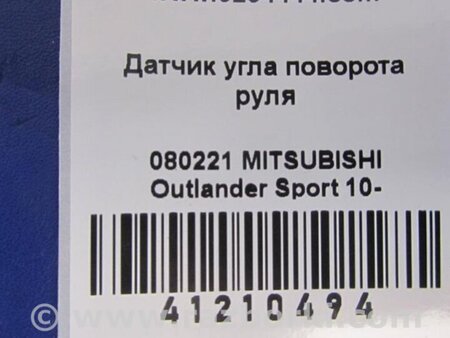 Датчик угла поворота
руля
080221 MITSUBISHI
Outlander Sport 10-
41210494